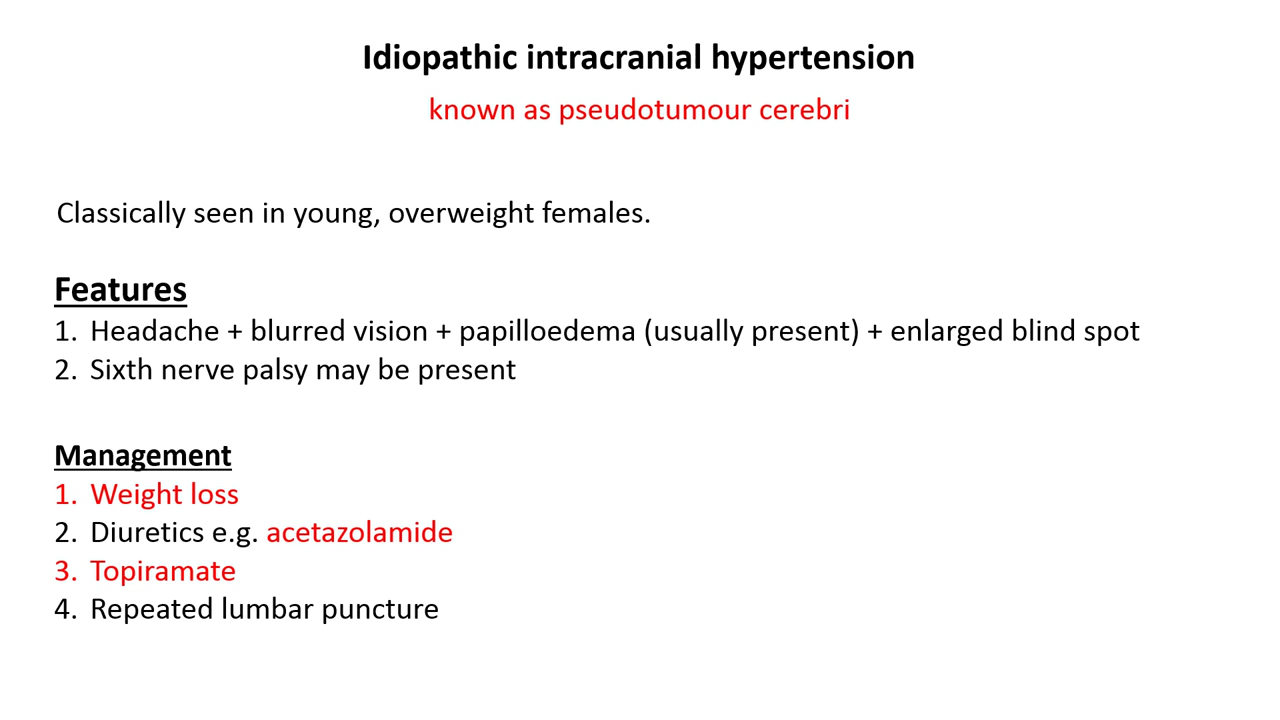 Idiopathic intracranial hypertension
known as pseudotumour cerebri
Classically seen in young, overweight females.
Features
1. Headache + blurred vision + papilloedema (usually present) + enlarged blind spot
2. Sixth nerve palsy may be present
Management
1. Weight loss
2. Diuretics e.g. acetazolamide
3. Topiramate
4. Repeated lumbar puncture